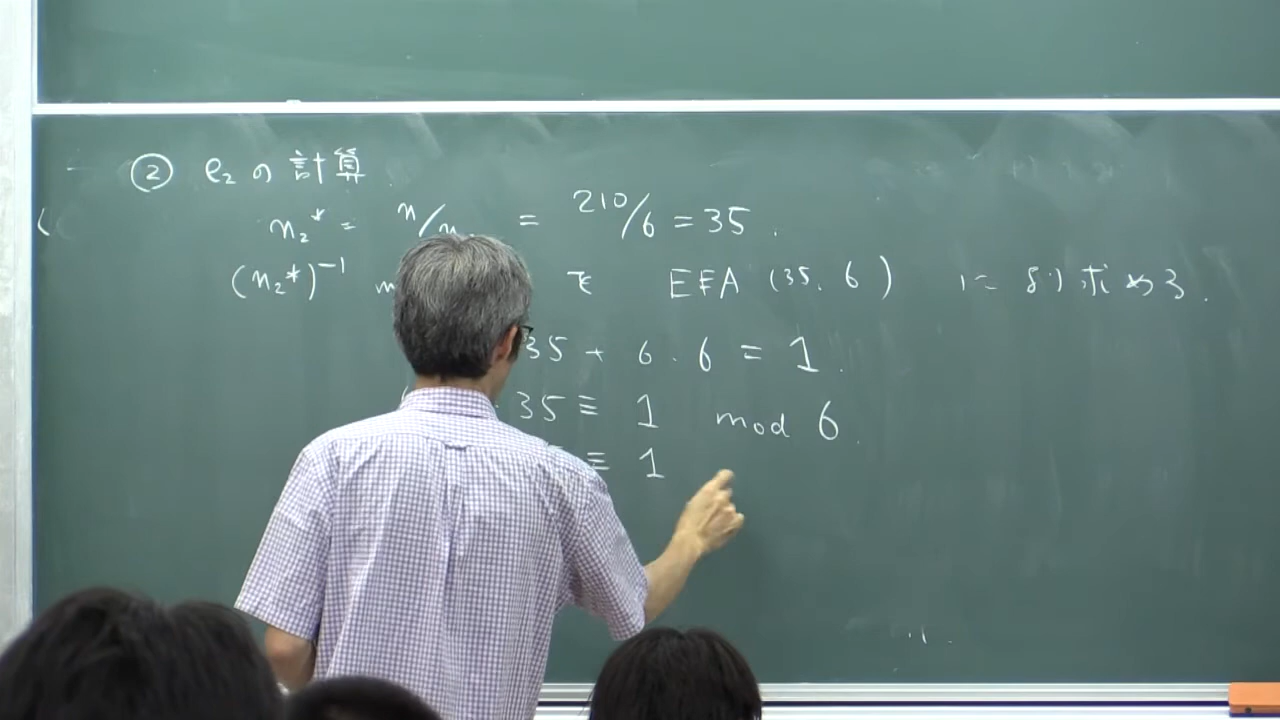 ② e₂ の 計算
n₂* = n/n = 210/6 = 35 .
(n₂*)⁻¹ m を EEA (35, 6) により求める.
35 + 6 · 6 = 1 .
· 35 ≡ 1 mod 6 .
≡ 1